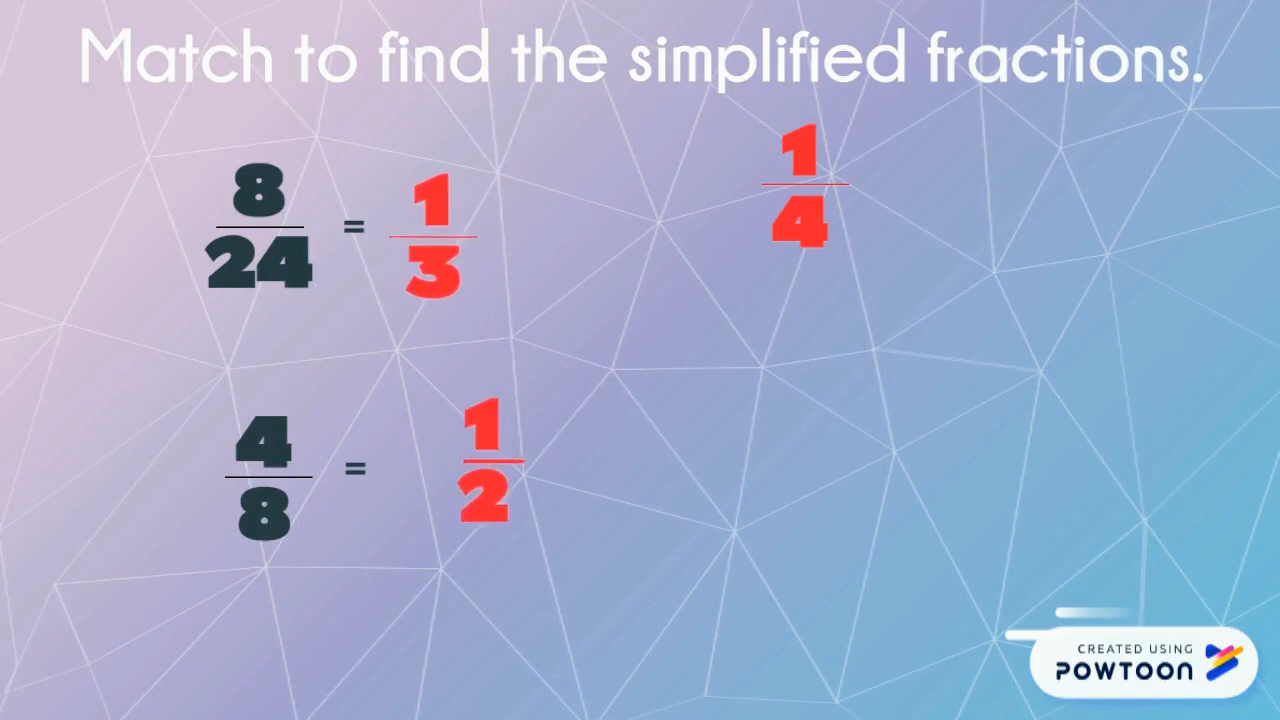 Match to find the simplified fractions.
8/24 = 1/3
1/4
4/8 = 1/2
CREATED USING
POWTOON